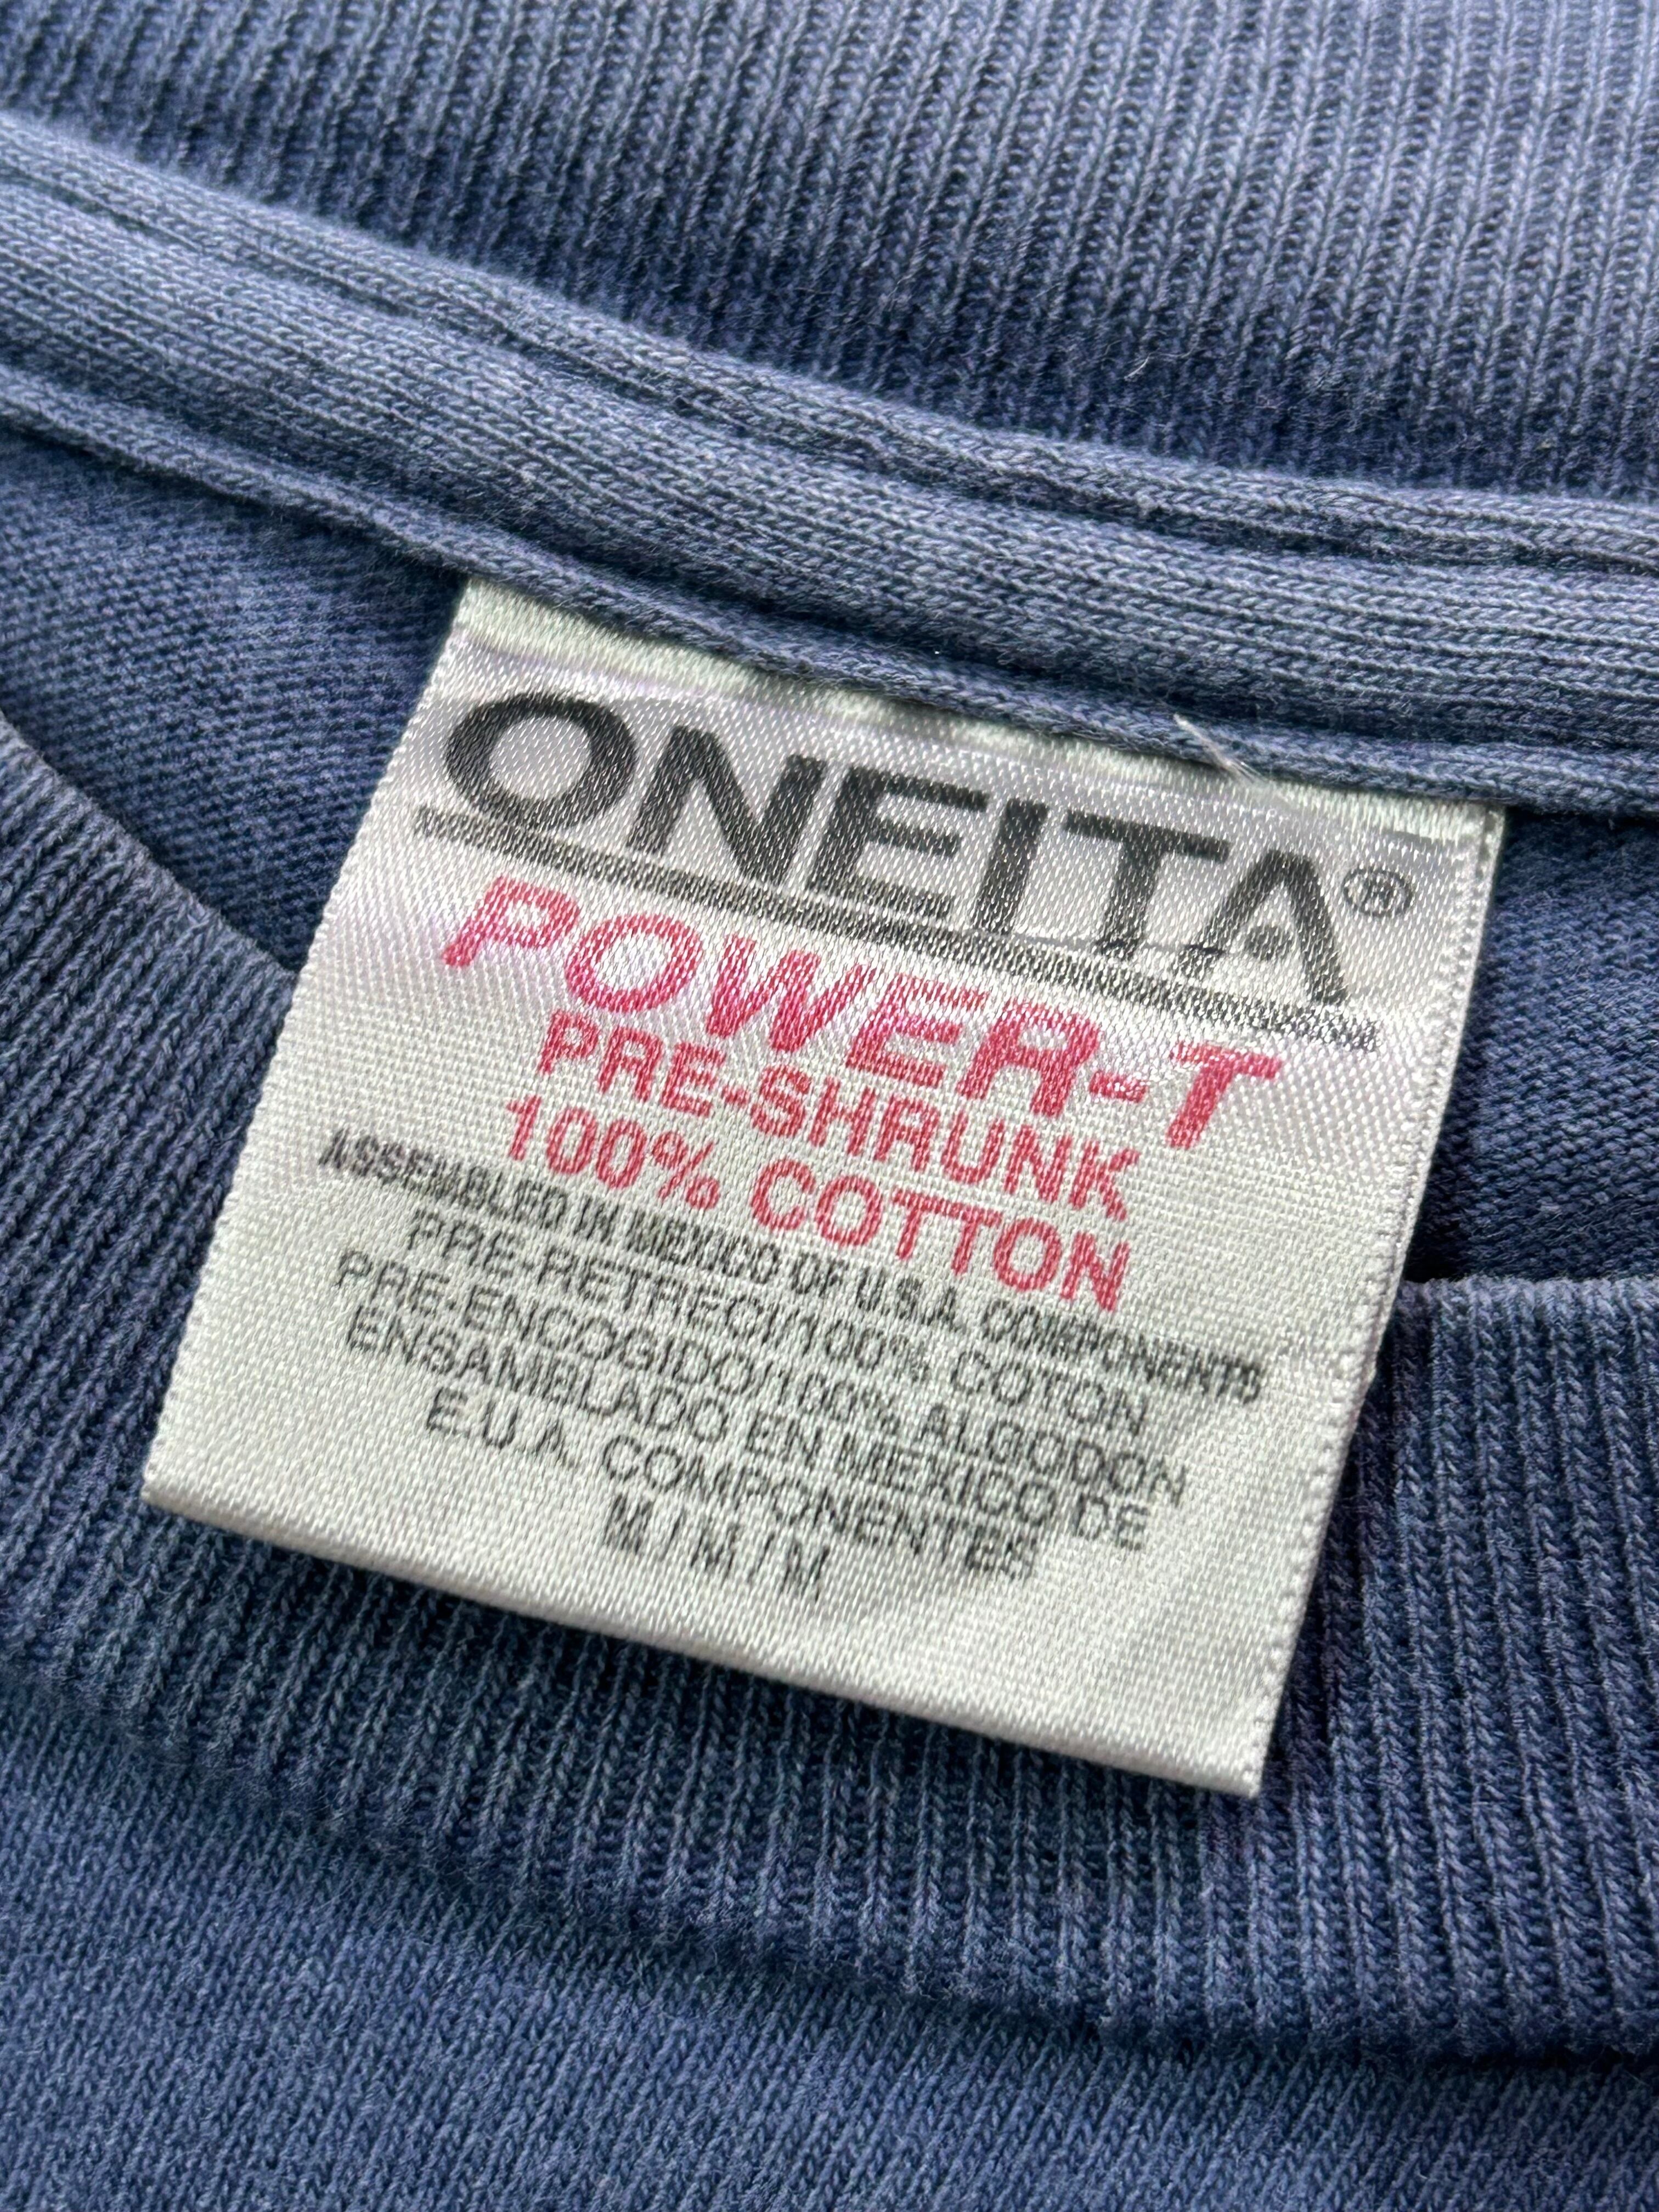 ONEITA®
POWER-T
PRE-SHRUNK
100% COTTON
ASSEMBLED IN MEXICO OF U.S.A. COMPONENTS
PRE-RETRECI/100% COTON
PRE-ENCOGIDO/100% ALGODON
ENSAMBLADO EN MEXICO DE
E.U.A. COMPONENTES
M/M/M